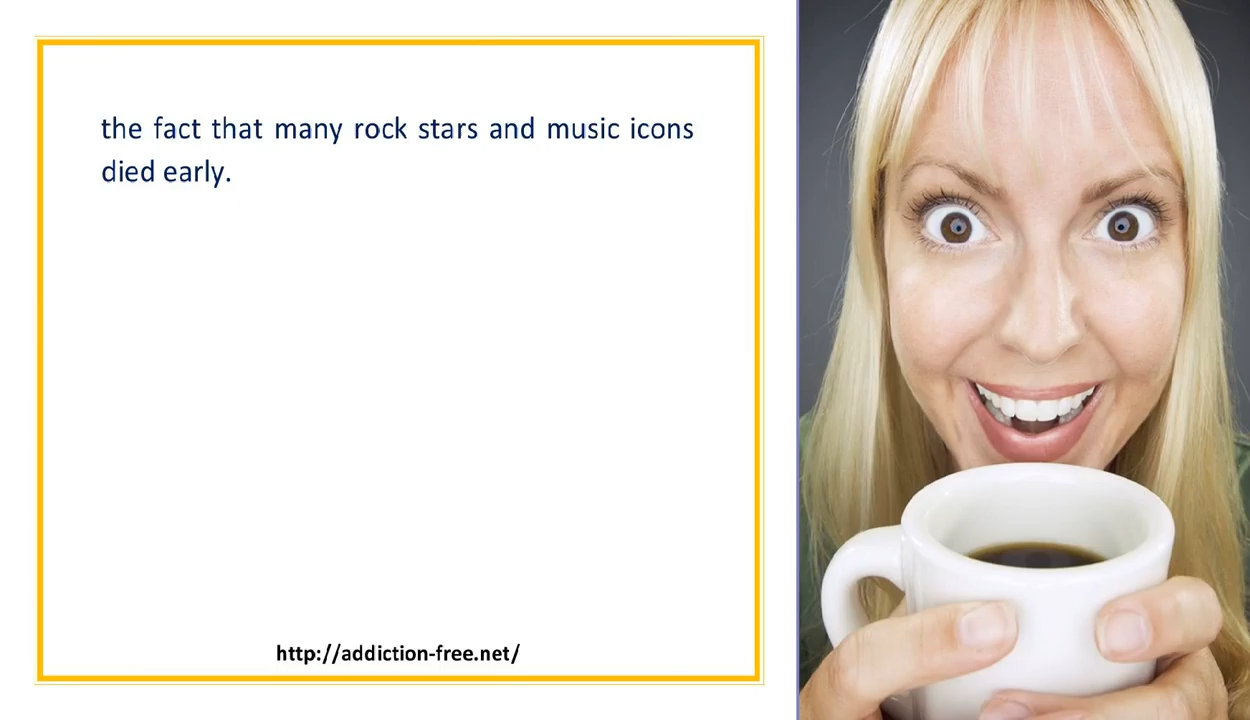 the fact that many rock stars and music icons
died early.
http://addiction-free.net/